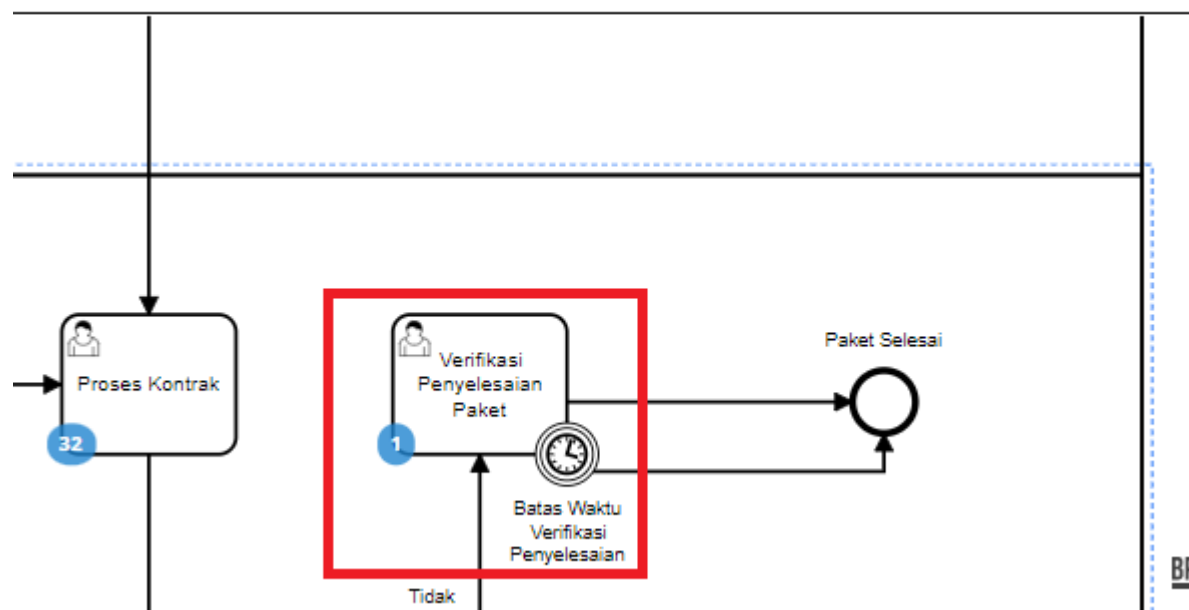 Proses Kontrak
32
Verifikasi
Penyelesaian
Paket
1
Paket Selesai
Batas Waktu
Verifikasi
Penyelesaian
Tidak